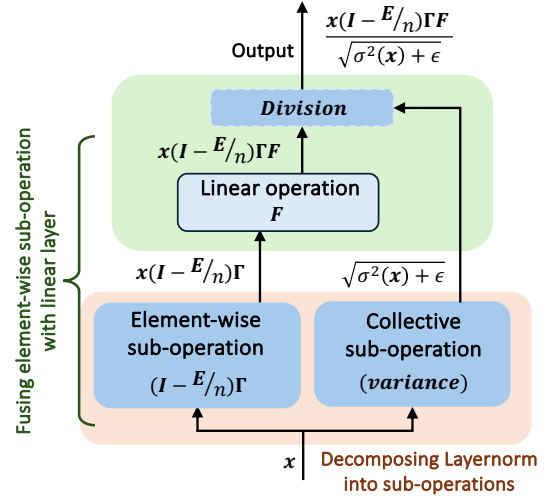 x(I − E/n)ΓF
√σ²(x) + ϵ
Output
Division
x(I − E/n)ΓF
Linear operation
F
x(I − E/n)Γ
√σ²(x) + ϵ
Element-wise
sub-operation
(I − E/n)Γ
Collective
sub-operation
(variance)
x
Decomposing Layernorm
into sub-operations
Fusing element-wise sub-operation
with linear layer